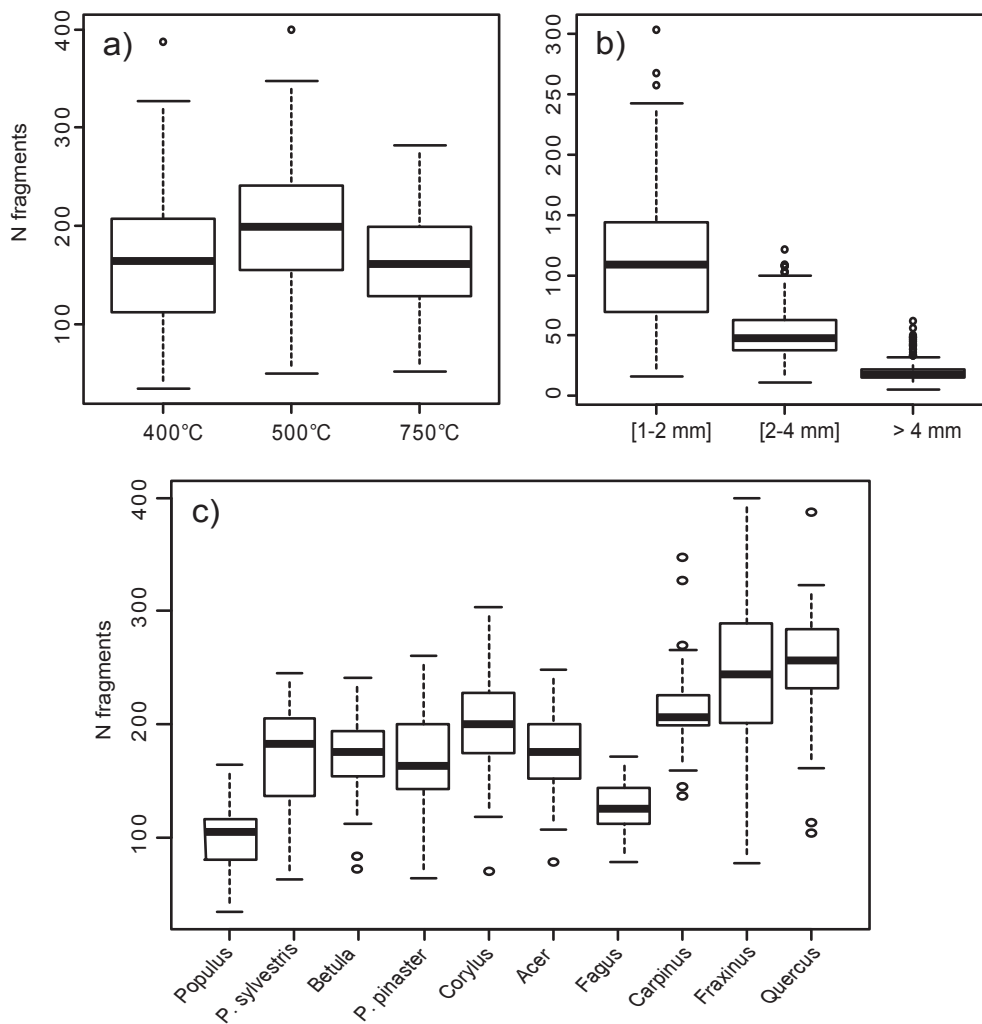 a)
N fragments
400
300
200
100
400°C 500°C 750°C
b)
300
250
200
150
100
50
0
[1-2 mm] [2-4 mm] > 4 mm
c)
N fragments
400
300
200
100
Populus
P. sylvestris
Betula
P. pinaster
Corylus
Acer
Fagus
Carpinus
Fraxinus
Quercus